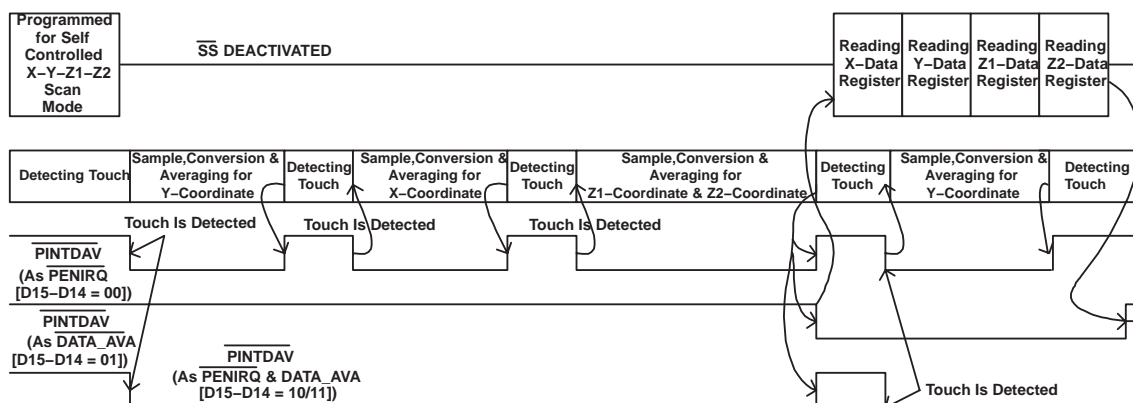 Programmed
for Self
Controlled
X–Y–Z1–Z2
Scan
Mode
SS DEACTIVATED
Reading
X–Data
Register
Reading
Y–Data
Register
Reading
Z1–Data
Register
Reading
Z2–Data
Register
Detecting Touch
Sample,Conversion &
Averaging for
Y–Coordinate
Detecting
Touch
Sample,Conversion &
Averaging for
X–Coordinate
Detecting
Touch
Sample,Conversion &
Averaging for
Z1–Coordinate & Z2–Coordinate
Detecting
Touch
Sample,Conversion &
Averaging for
Y–Coordinate
Detecting
Touch
Touch Is Detected
Touch Is Detected
Touch Is Detected
PINTDAV
(As PENIRQ
[D15–D14 = 00])
PINTDAV
(As DATA_AVA
[D15–D14 = 01])
PINTDAV
(As PENIRQ & DATA_AVA
[D15–D14 = 10/11])
Touch Is Detected